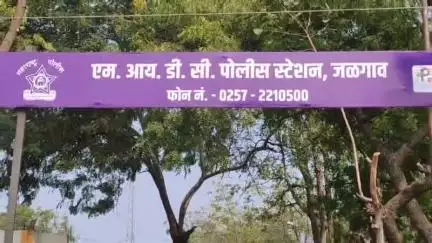 एम. आय. डी. सी. पोलीस स्टेशन, जळगाव
फोन नं. - 0257 - 2210500